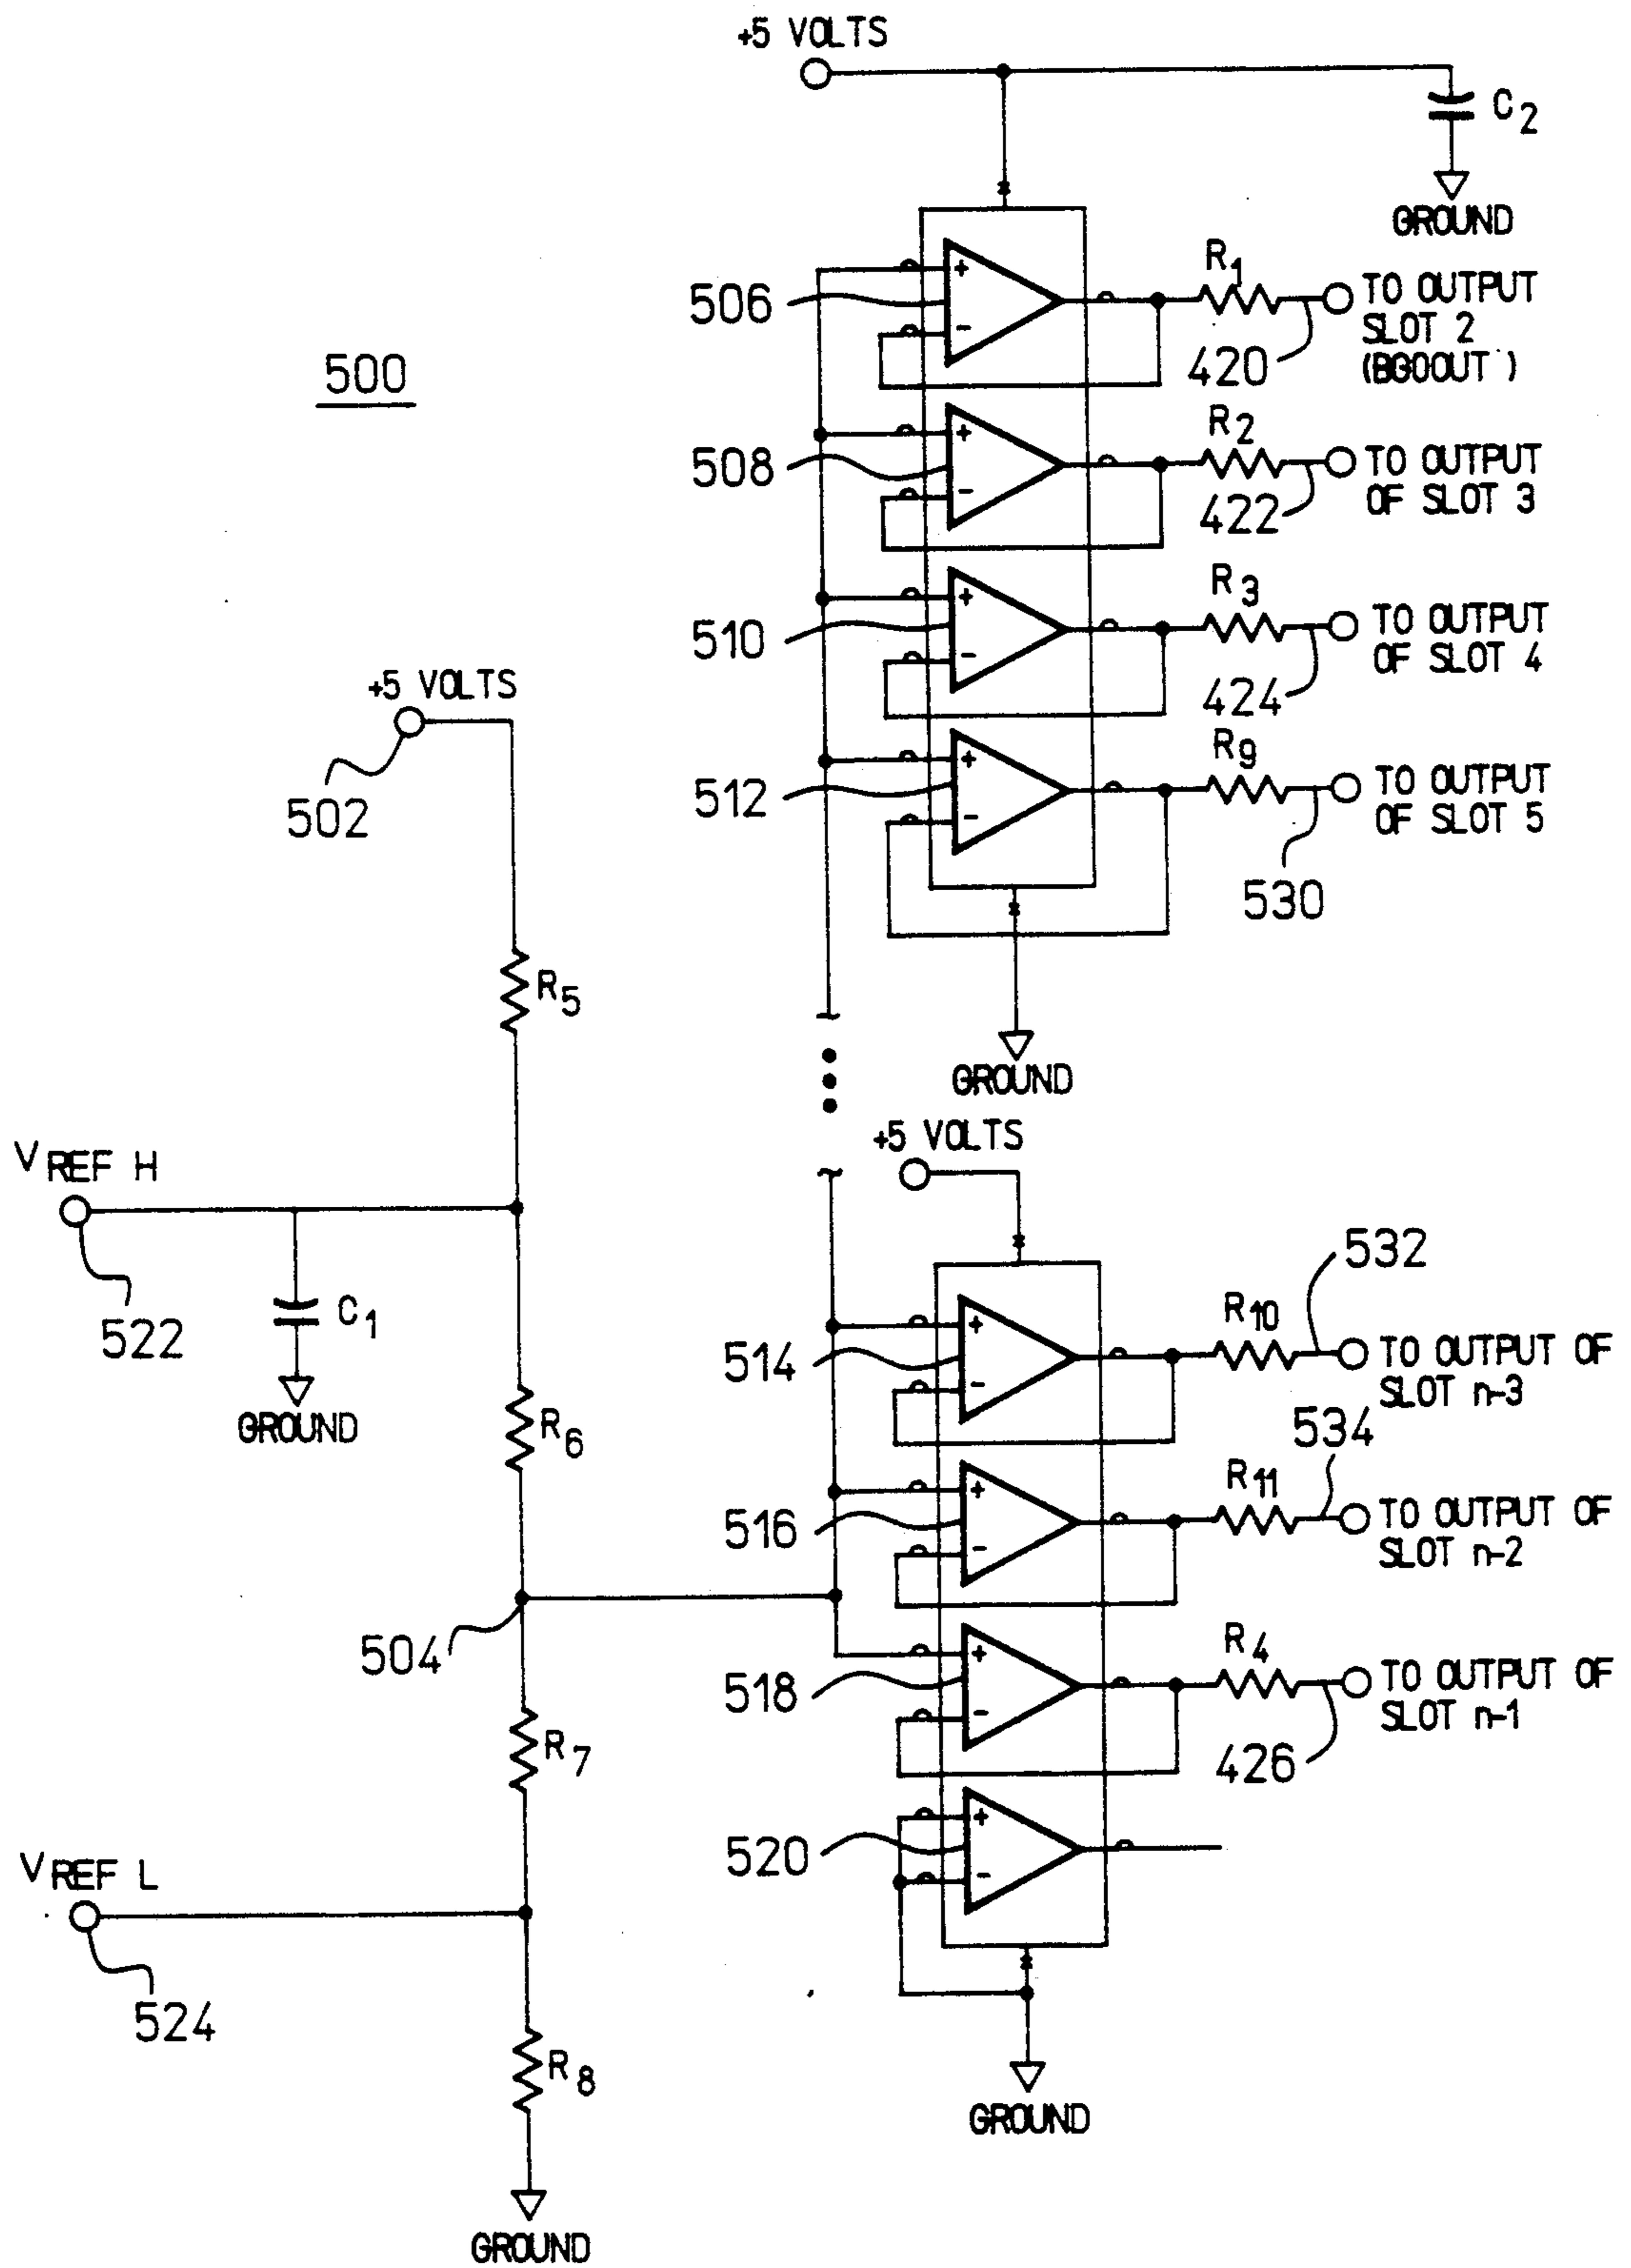 +5 VOLTS
C2
GROUND
R1
506
+
-
TO OUTPUT
SLOT 2
(BG0OUT )
420
500
R2
508
+
-
TO OUTPUT
OF SLOT 3
422
R3
510
+
-
TO OUTPUT
OF SLOT 4
424
+5 VOLTS
502
R9
512
+
-
TO OUTPUT
OF SLOT 5
530
R5
GROUND
+5 VOLTS
VREF H
522
C1
GROUND
R6
532
R10
514
+
-
TO OUTPUT OF
SLOT n-3
534
R11
516
+
-
TO OUTPUT OF
SLOT n-2
504
R4
518
+
-
TO OUTPUT OF
SLOT n-1
426
R7
520
+
-
VREF L
524
R8
GROUND
GROUND